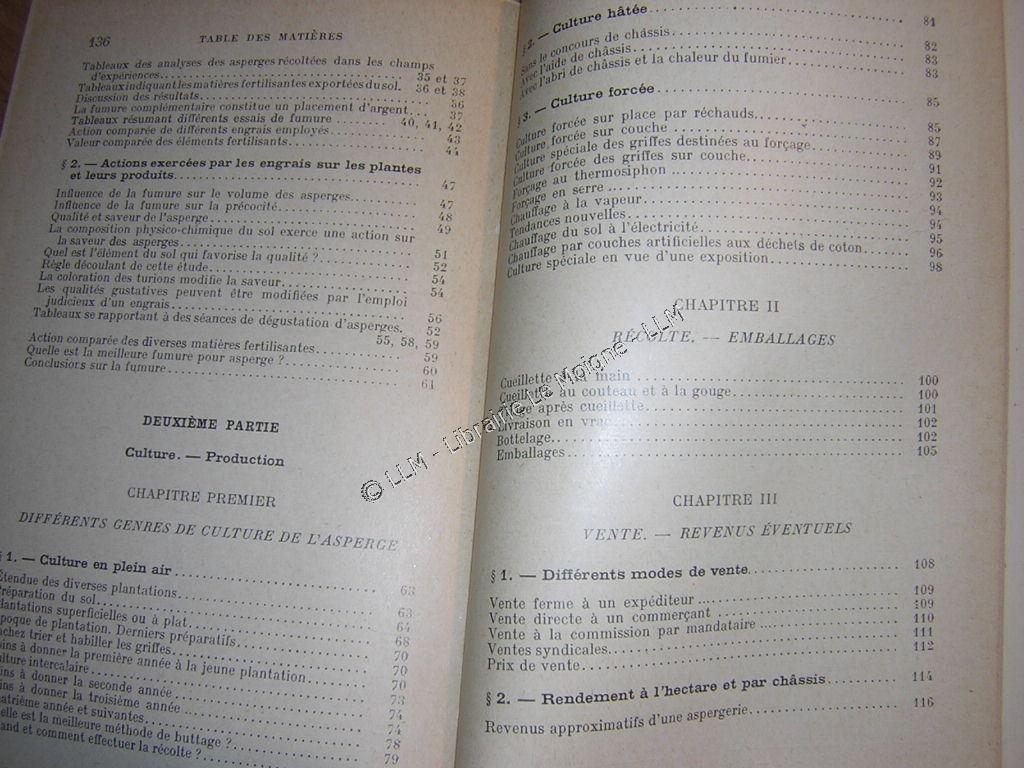 136 TABLE DES MATIÈRES
Tableaux des analyses des asperges récoltées dans les champs
d'expériences 35 et 37
Tableaux indiquant les matières fertilisantes exportées du sol. 36 et 38
Discussion des résultats 36
La fumure complémentaire constitue un placement d'argent 37
Tableaux résumant différents essais de fumure 40, 41, 42
Action comparée de différents engrais employés 43
Valeur comparée des éléments fertilisants 44
§ 2. — Actions exercées par les engrais sur les plantes
et leurs produits 47
Influence de la fumure sur le volume des asperges 47
Influence de la fumure sur la précocité 48
Qualité et saveur de l'asperge 49
La composition physico-chimique du sol exerce une action sur
la saveur des asperges 51
Quel est l'élément du sol qui favorise la qualité ? 52
Règle découlant de cette étude 54
La coloration des turions modifie la saveur 54
Les qualités gustatives peuvent être modifiées par l'emploi
judicieux d'un engrais 56
Tableaux se rapportant à des séances de dégustation d'asperges. 52
55, 58, 59
Action comparée des diverses matières fertilisantes 59
Quelle est la meilleure fumure pour asperge ? 60
Conclusions sur la fumure 61
DEUXIÈME PARTIE
Culture. — Production
CHAPITRE PREMIER
DIFFÉRENTS GENRES DE CULTURE DE L'ASPERGE
§ 1. — Culture en plein air 63
Étendue des diverses plantations 63
Préparation du sol 64
lantations superficielles ou à plat 68
poque de plantation. Derniers préparatifs 70
achez trier et habiller les griffes 70
ins à donner la première année à la jeune plantation 70
lture intercalaire 73
ins à donner la seconde année 74
ns à donner la troisième année 74
atrième année et suivantes 78
elle est la meilleure méthode de buttage ? 79
and et comment effectuer la récolte ?
§ 2. — Culture hâtée 81
Sans le concours de châssis 82
Avec l'aide de châssis 83
Avec l'abri de châssis et la chaleur du fumier 83
§ 3. — Culture forcée 85
Culture forcée sur place par réchauds 85
Culture forcée sur couche 87
Culture spéciale des griffes destinées au forçage 89
Culture forcée des griffes sur couche 91
Forçage au thermosiphon 92
Forçage en serre 93
Chauffage à la vapeur 94
Tendances nouvelles 94
Chauffage du sol à l'électricité 95
Chauffage par couches artificielles aux déchets de coton 96
Culture spéciale en vue d'une exposition 98
CHAPITRE II
RÉCOLTE. — EMBALLAGES
Cueillette à la main 100
Cueillette au couteau et à la gouge 100
après cueillette 101
Livraison en vrac 102
Bottelage 102
Emballages 105
CHAPITRE III
VENTE. — REVENUS ÉVENTUELS
§ 1. — Différents modes de vente 108
Vente ferme à un expéditeur 109
Vente directe à un commerçant 109
Vente à la commission par mandataire 110
Ventes syndicales 111
Prix de vente 112
§ 2. — Rendement à l'hectare et par châssis 114
Revenus approximatifs d'une aspergerie 116
© LLM - Librairie Le Moigne - LLM